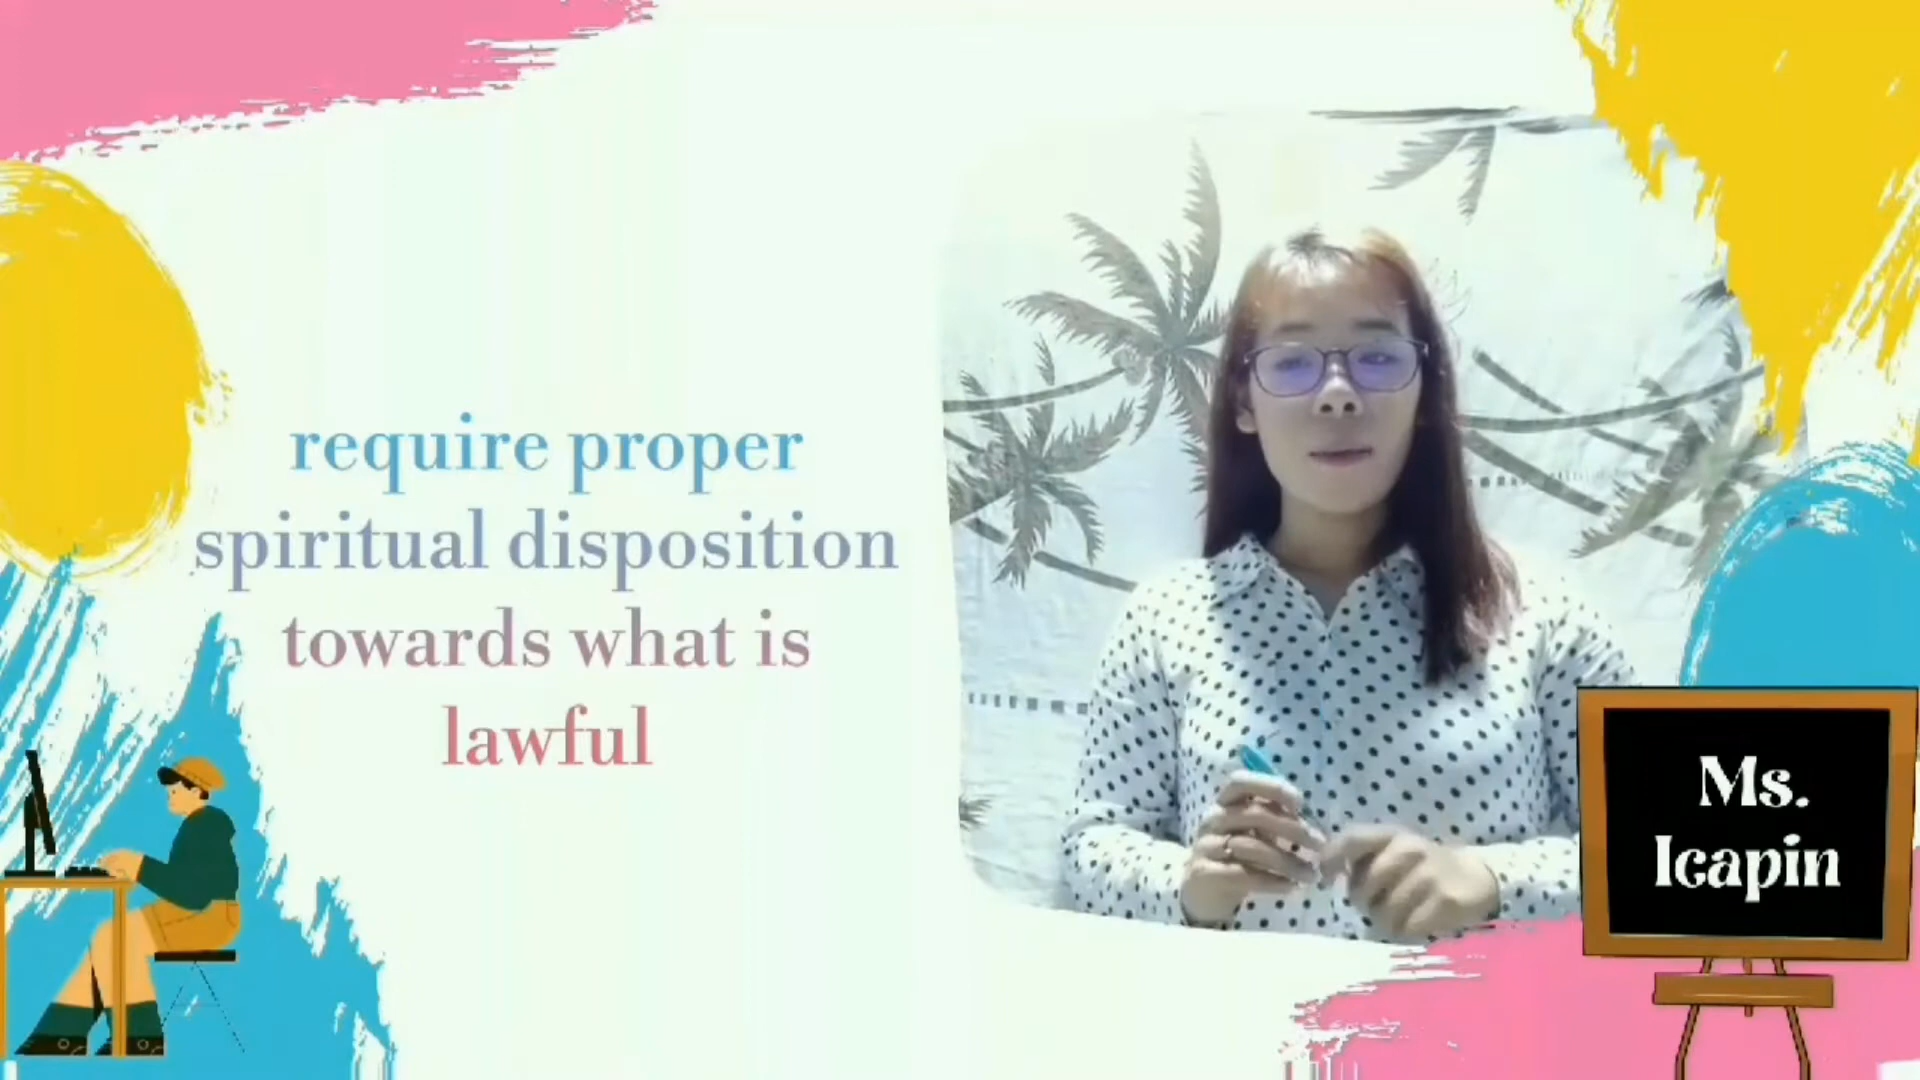 require proper
spiritual disposition
towards what is
lawful
Ms.
Icapin